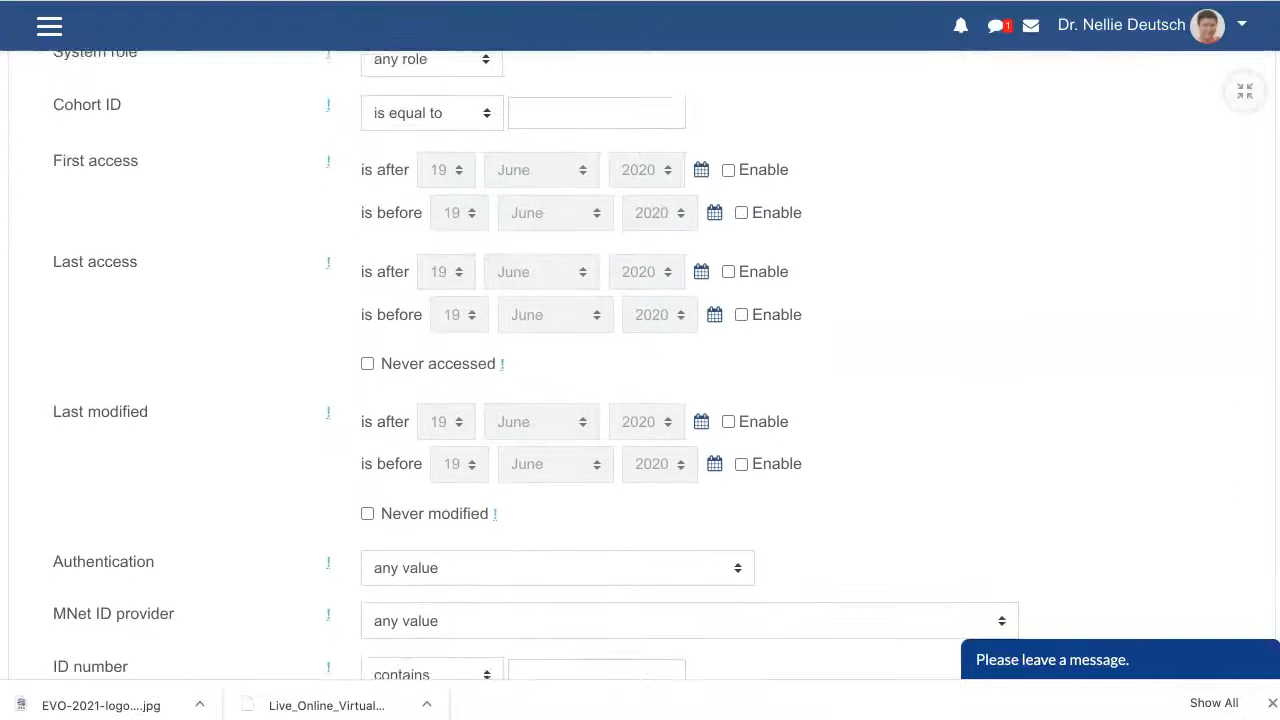 Dr. Nellie Deutsch
1
System role ! any role
Cohort ID ! is equal to
First access ! is after 19 June 2020 Enable
is before 19 June 2020 Enable
Last access ! is after 19 June 2020 Enable
is before 19 June 2020 Enable
Never accessed !
Last modified ! is after 19 June 2020 Enable
is before 19 June 2020 Enable
Never modified !
Authentication ! any value
MNet ID provider ! any value
ID number ! contains
Please leave a message.
EVO-2021-logo....jpg Live_Online_Virtual... Show All